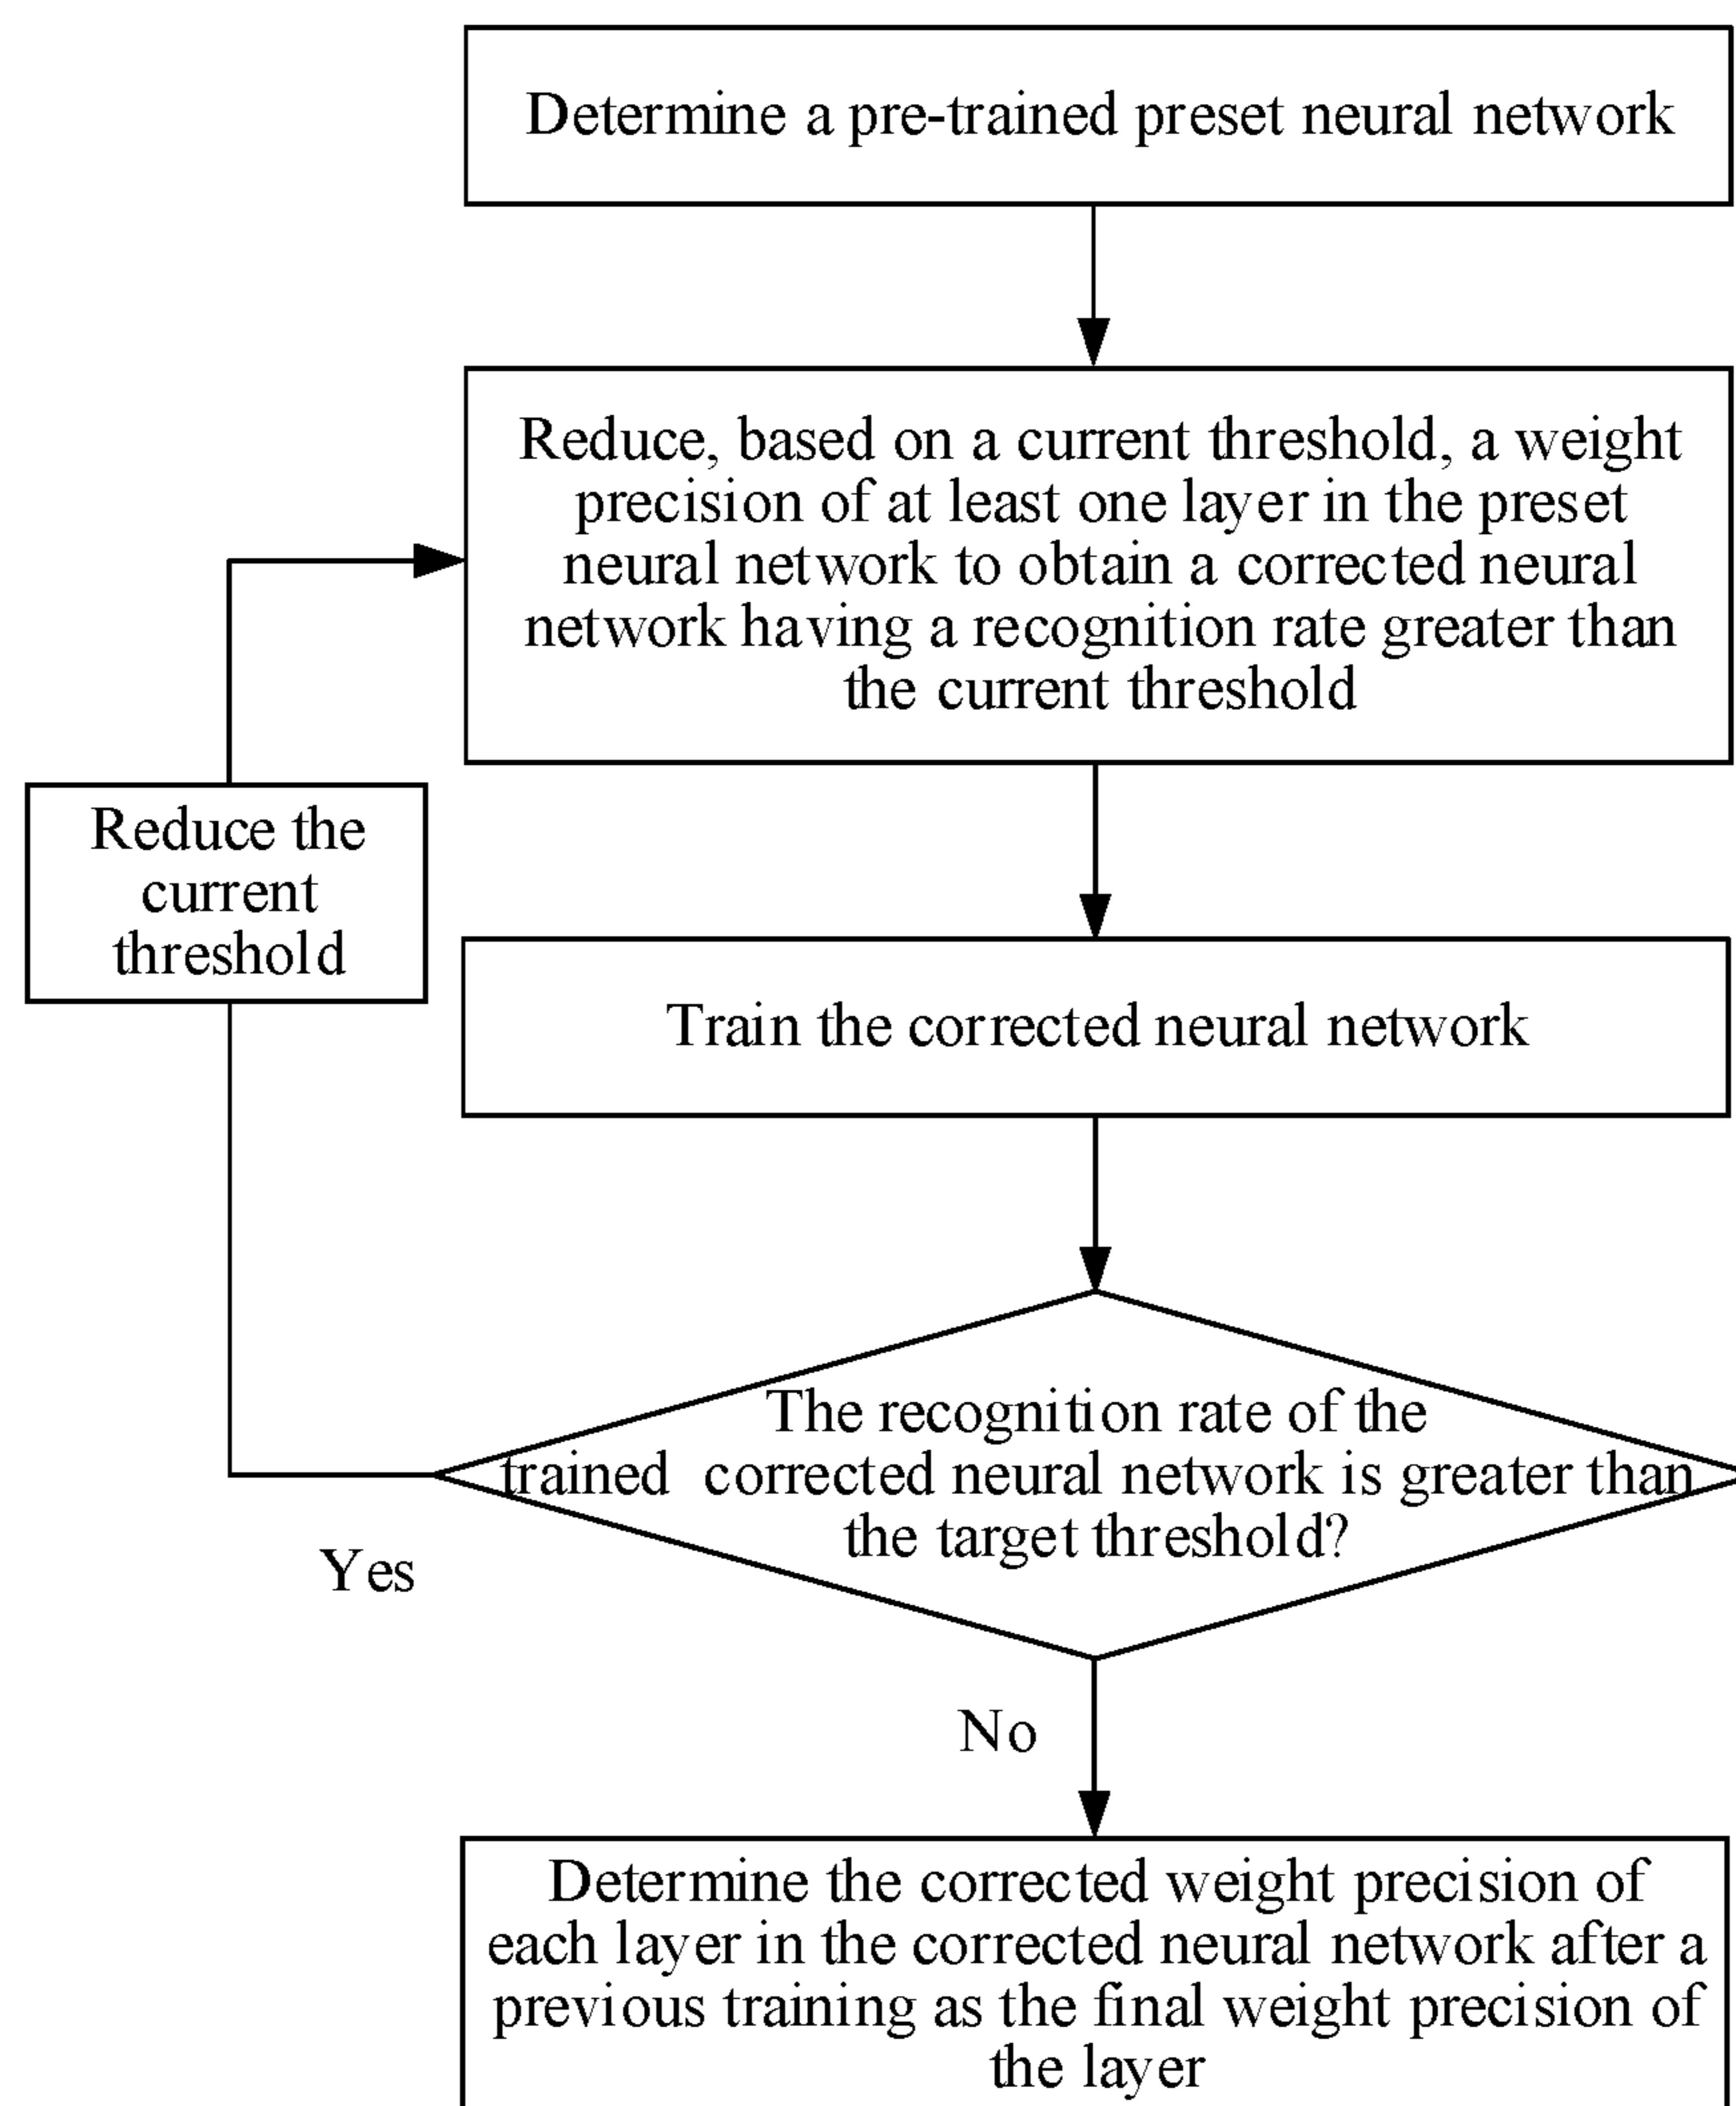 Determine a pre-trained preset neural network
Reduce, based on a current threshold, a weight
precision of at least one layer in the preset
neural network to obtain a corrected neural
network having a recognition rate greater than
the current threshold
Reduce the
current
threshold
Train the corrected neural network
The recognition rate of the
trained corrected neural network is greater than
the target threshold?
Yes
No
Determine the corrected weight precision of
each layer in the corrected neural network after a
previous training as the final weight precision of
the layer